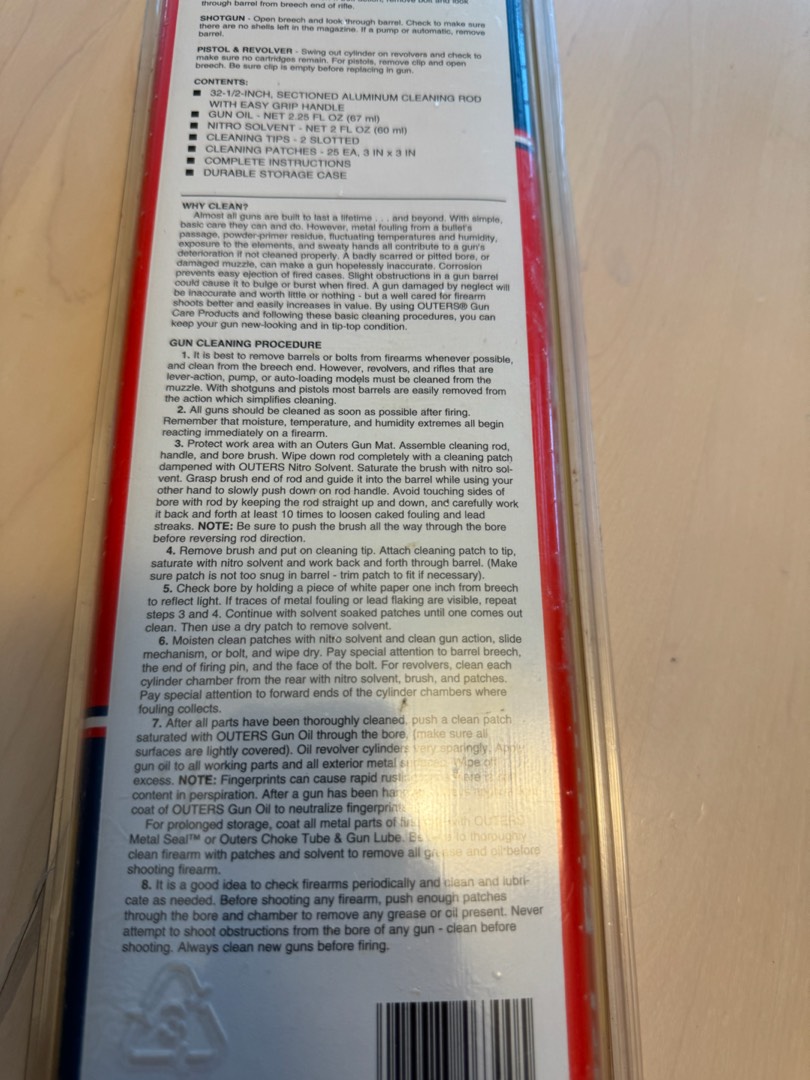 through barrel from breech end of rifle.
SHOTGUN - Open breech and look through barrel. Check to make sure
there are no shells left in the magazine. If a pump or automatic, remove
barrel.
PISTOL & REVOLVER - Swing out cylinder on revolvers and check to
make sure no cartridges remain. For pistols, remove clip and open
breech. Be sure clip is empty before replacing in gun.
CONTENTS:
■ 32-1/2-INCH, SECTIONED ALUMINUM CLEANING ROD
WITH EASY GRIP HANDLE
■ GUN OIL - NET 2.25 FL OZ (67 ml)
■ NITRO SOLVENT - NET 2 FL OZ (60 ml)
■ CLEANING TIPS - 2 SLOTTED
■ CLEANING PATCHES - 25 EA, 3 IN x 3 IN
■ COMPLETE INSTRUCTIONS
■ DURABLE STORAGE CASE
WHY CLEAN?
Almost all guns are built to last a lifetime . . . and beyond. With simple,
basic care they can and do. However, metal fouling from a bullet's
passage, powder-primer residue, fluctuating temperatures and humidity,
exposure to the elements, and sweaty hands all contribute to a gun's
deterioration if not cleaned properly. A badly scarred or pitted bore, or
damaged muzzle, can make a gun hopelessly inaccurate. Corrosion
prevents easy ejection of fired cases. Slight obstructions in a gun barrel
could cause it to bulge or burst when fired. A gun damaged by neglect will
be inaccurate and worth little or nothing - but a well cared for firearm
shoots better and easily increases in value. By using OUTERS® Gun
Care Products and following these basic cleaning procedures, you can
keep your gun new-looking and in tip-top condition.
GUN CLEANING PROCEDURE
1. It is best to remove barrels or bolts from firearms whenever possible,
and clean from the breech end. However, revolvers, and rifles that are
lever-action, pump, or auto-loading models must be cleaned from the
muzzle. With shotguns and pistols most barrels are easily removed from
the action which simplifies cleaning.
2. All guns should be cleaned as soon as possible after firing.
Remember that moisture, temperature, and humidity extremes all begin
reacting immediately on a firearm.
3. Protect work area with an Outers Gun Mat. Assemble cleaning rod,
handle, and bore brush. Wipe down rod completely with a cleaning patch
dampened with OUTERS Nitro Solvent. Saturate the brush with nitro sol-
vent. Grasp brush end of rod and guide it into the barrel while using your
other hand to slowly push down on rod handle. Avoid touching sides of
bore with rod by keeping the rod straight up and down, and carefully work
it back and forth at least 10 times to loosen caked fouling and lead
streaks. NOTE: Be sure to push the brush all the way through the bore
before reversing rod direction.
4. Remove brush and put on cleaning tip. Attach cleaning patch to tip,
saturate with nitro solvent and work back and forth through barrel. (Make
sure patch is not too snug in barrel - trim patch to fit if necessary).
5. Check bore by holding a piece of white paper one inch from breech
to reflect light. If traces of metal fouling or lead flaking are visible, repeat
steps 3 and 4. Continue with solvent soaked patches until one comes out
clean. Then use a dry patch to remove solvent.
6. Moisten clean patches with nitro solvent and clean gun action, slide
mechanism, or bolt, and wipe dry. Pay special attention to barrel breech,
the end of firing pin, and the face of the bolt. For revolvers, clean each
cylinder chamber from the rear with nitro solvent, brush, and patches.
Pay special attention to forward ends of the cylinder chambers where
fouling collects.
7. After all parts have been thoroughly cleaned, push a clean patch
saturated with OUTERS Gun Oil through the bore, (make sure all
surfaces are lightly covered). Oil revolver cylinders very sparingly.
gun oil to all working parts and all exterior metal Wipe off
excess. NOTE: Fingerprints can cause rapid
content in perspiration. After a gun has been
coat of OUTERS Gun Oil to neutralize
For prolonged storage, coat all metal parts of OUTERS
Metal Seal™ or Outers Choke Tube & Gun Lube. to thoroughly
clean firearm with patches and solvent to remove all and oil before
shooting firearm.
8. It is a good idea to check firearms periodically and clean and lubri-
cate as needed. Before shooting any firearm, push enough patches
through the bore and chamber to remove any grease or oil present. Never
attempt to shoot obstructions from the bore of any gun - clean before
shooting. Always clean new guns before firing.
3